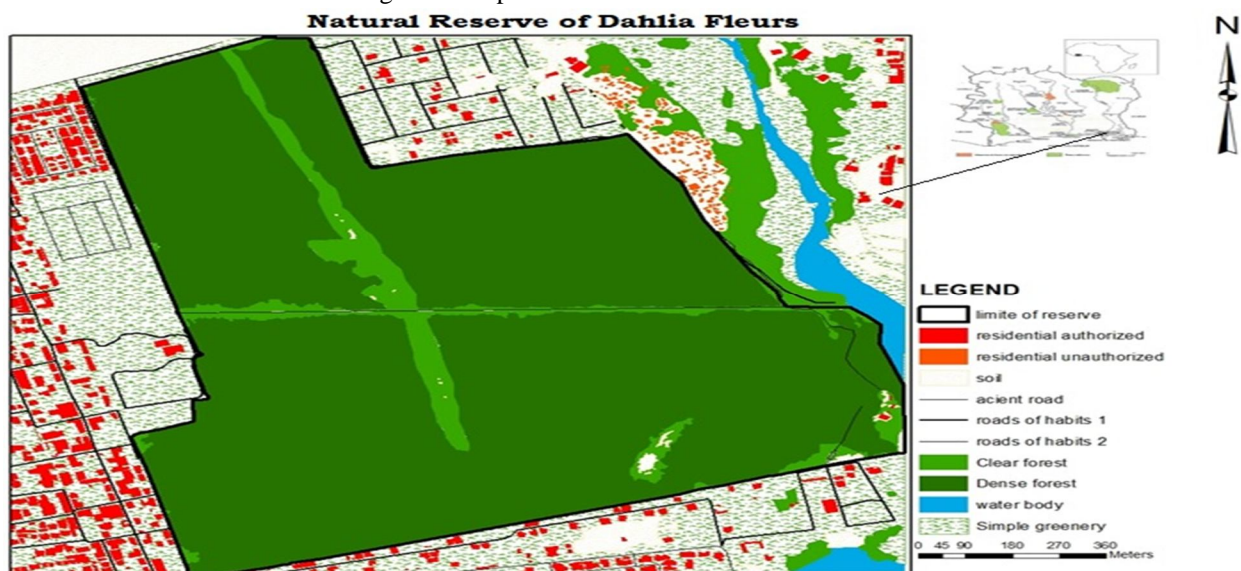 Natural Reserve of Dahlia Fleurs
N
LEGEND
limite of reserve
residential authorized
residential unauthorized
soil
acient road
roads of habits 1
roads of habits 2
Clear forest
Dense forest
water body
Simple greenery
0 45 90 180 270 360
Meters